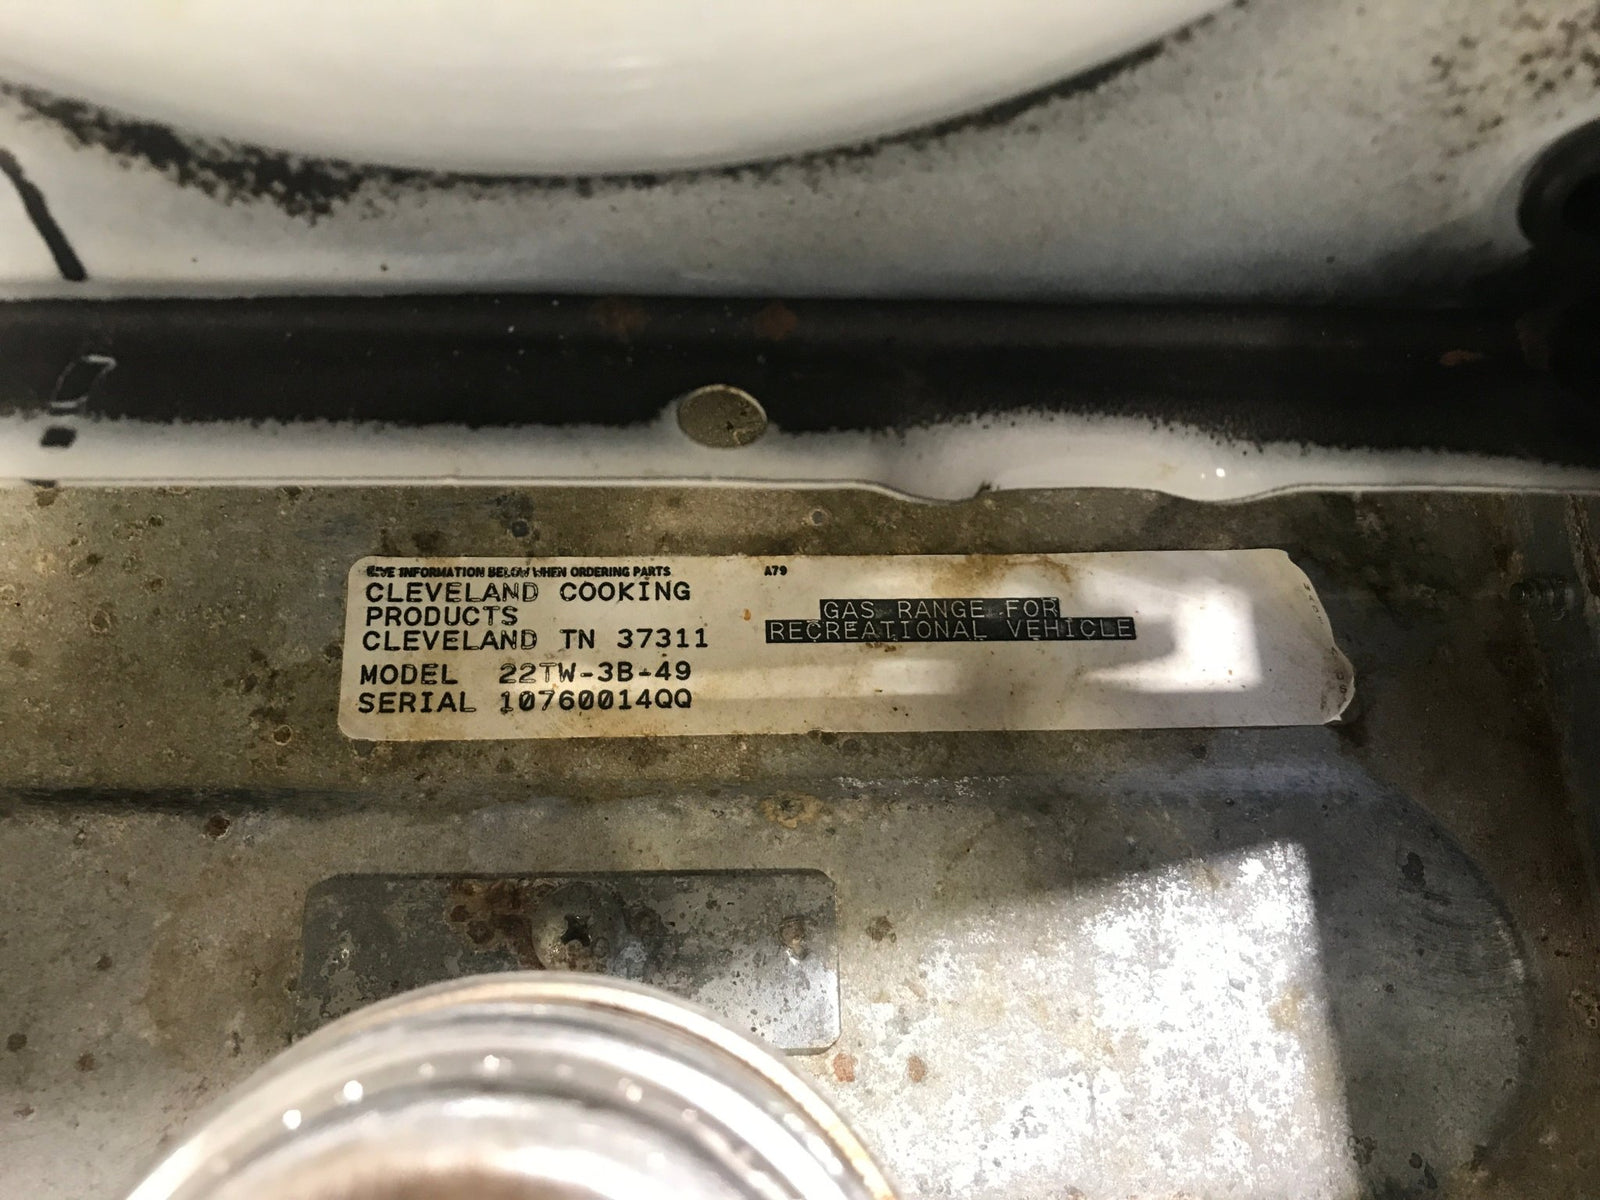 GIVE INFORMATION BELOW WHEN ORDERING PARTS
A79
CLEVELAND COOKING
PRODUCTS
CLEVELAND TN 37311
MODEL 22TW-3B-49
SERIAL 10760014QQ
GAS RANGE FOR
RECREATIONAL VEHICLE